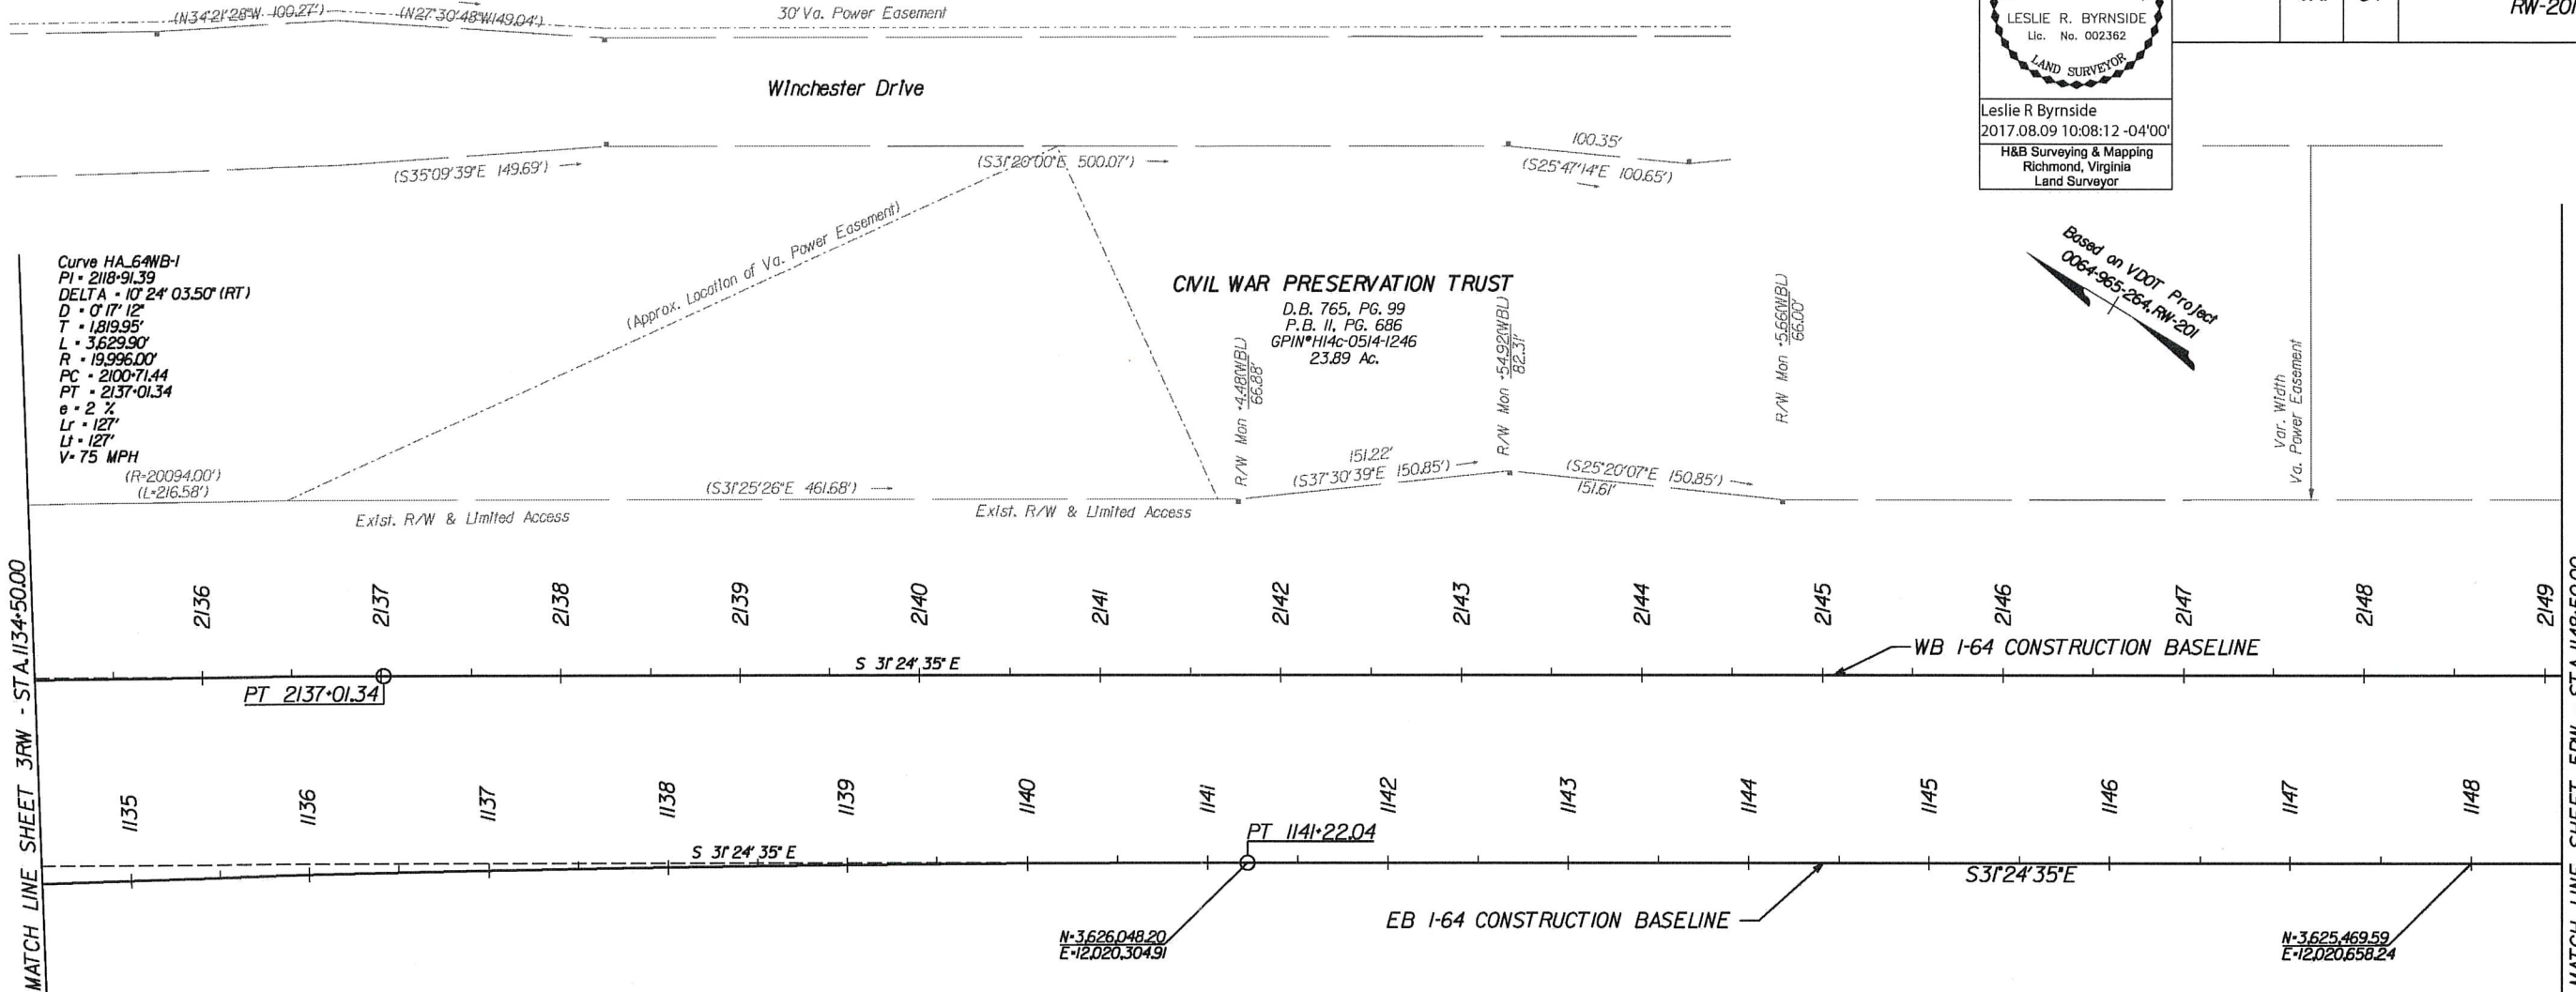 (N34°21'28"W 100.27')
(N27°30'48"W 149.04')
30' Va. Power Easement
LESLIE R. BYRNSIDE
Lic. No. 002362
LAND SURVEYOR
RW-201
Winchester Drive
Leslie R Byrnside
2017.08.09 10:08:12 -04'00'
H&B Surveying & Mapping
Richmond, Virginia
Land Surveyor
(S35°09'39"E 149.69')
(S31°20'00"E 500.07')
100.35'
(S25°47'14"E 100.65')
(Approx. Location of Va. Power Easement)
Curve HA_64WB-1
PI = 2118+91.39
DELTA = 10° 24' 03.50" (RT)
D = 0° 17' 12"
T = 1,819.95'
L = 3,629.90'
R = 19,996.00'
PC = 2100+71.44
PT = 2137+01.34
e = 2 %
Lr = 127'
Lt = 127'
V= 75 MPH
CIVIL WAR PRESERVATION TRUST
D.B. 765, PG. 99
P.B. 11, PG. 686
GPIN#H14c-0514-1246
23.89 Ac.
R/W Mon +4.48(WBL)
66.88'
R/W Mon +54.92(WBL)
82.31'
R/W Mon +5.66(WBL)
66.00'
Based on VDOT Project
0064-965-264, RW-201
Var. Width
Va. Power Easement
(R=20094.00')
(L=216.58')
(S31°25'26"E 461.68')
151.22'
(S37°30'39"E 150.85')
(S25°20'07"E 150.85')
151.61'
Exist. R/W & Limited Access
Exist. R/W & Limited Access
2136
2137
2138
2139
2140
2141
2142
2143
2144
2145
2146
2147
2148
2149
S 31° 24' 35" E
WB I-64 CONSTRUCTION BASELINE
PT 2137+01.34
MATCH LINE SHEET 3RW - STA.1134+50.00
1135
1136
1137
1138
1139
1140
1141
1142
1143
1144
1145
1146
1147
1148
PT 1141+22.04
S 31° 24' 35" E
S31°24'35"E
EB I-64 CONSTRUCTION BASELINE
N=3,626,048.20
E=12,020,304.91
N=3,625,469.59
E=12,020,658.24
MATCH LINE SHEET 5RW - STA.1148+50.00